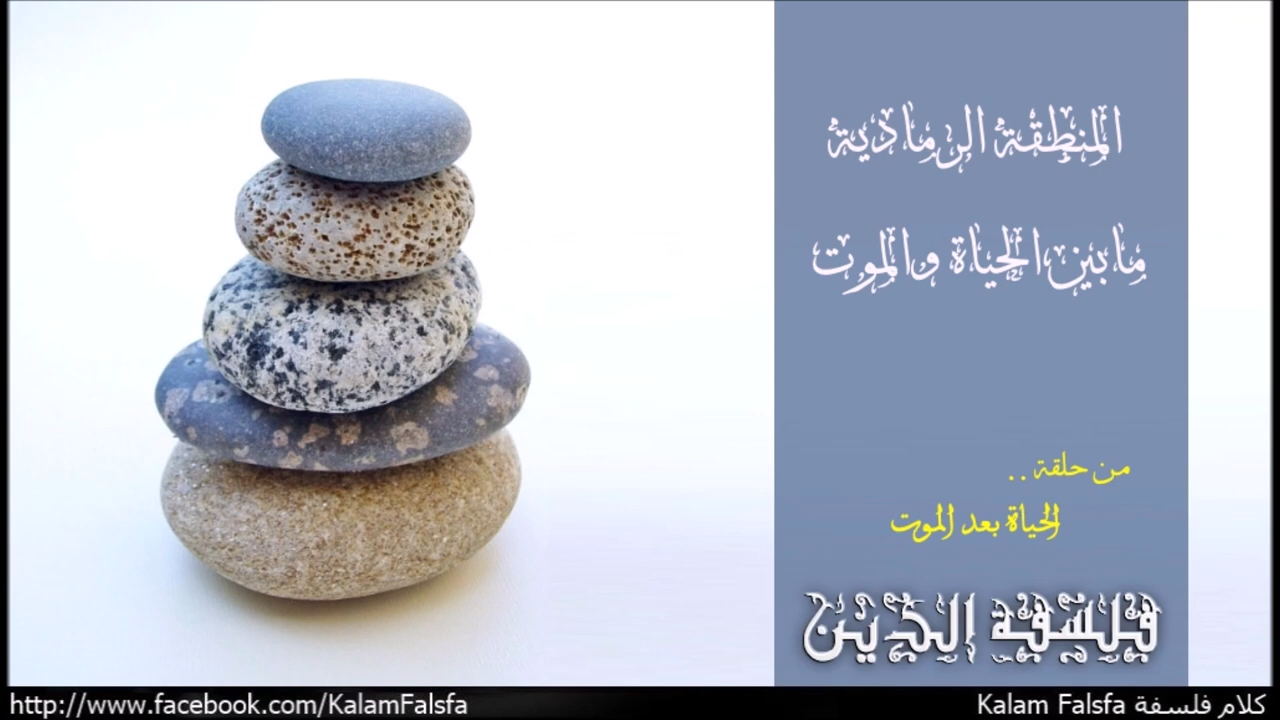 المنطقة الرمادية
ما بين الحياة والموت
من حلقة ..
الحياة بعد الموت
فلسفة الدين
http://www.facebook.com/KalamFalsfa
Kalam Falsfa كلام فلسفة